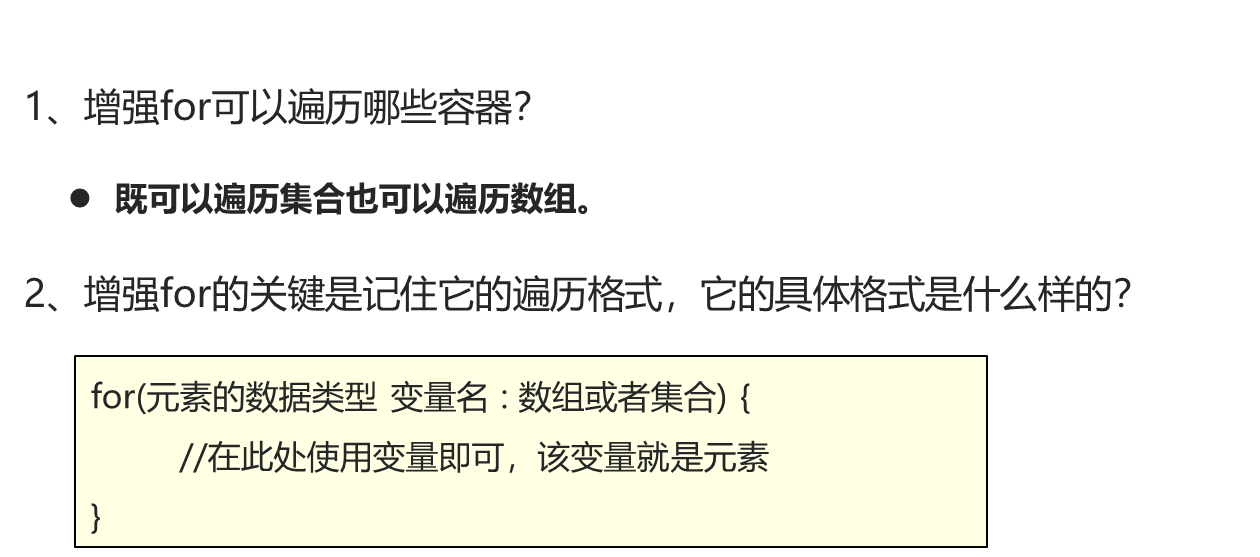 1、增强for可以遍历哪些容器？
● 既可以遍历集合也可以遍历数组。
2、增强for的关键是记住它的遍历格式，它的具体格式是什么样的？
for(元素的数据类型 变量名 : 数组或者集合) {
//在此处使用变量即可，该变量就是元素
}